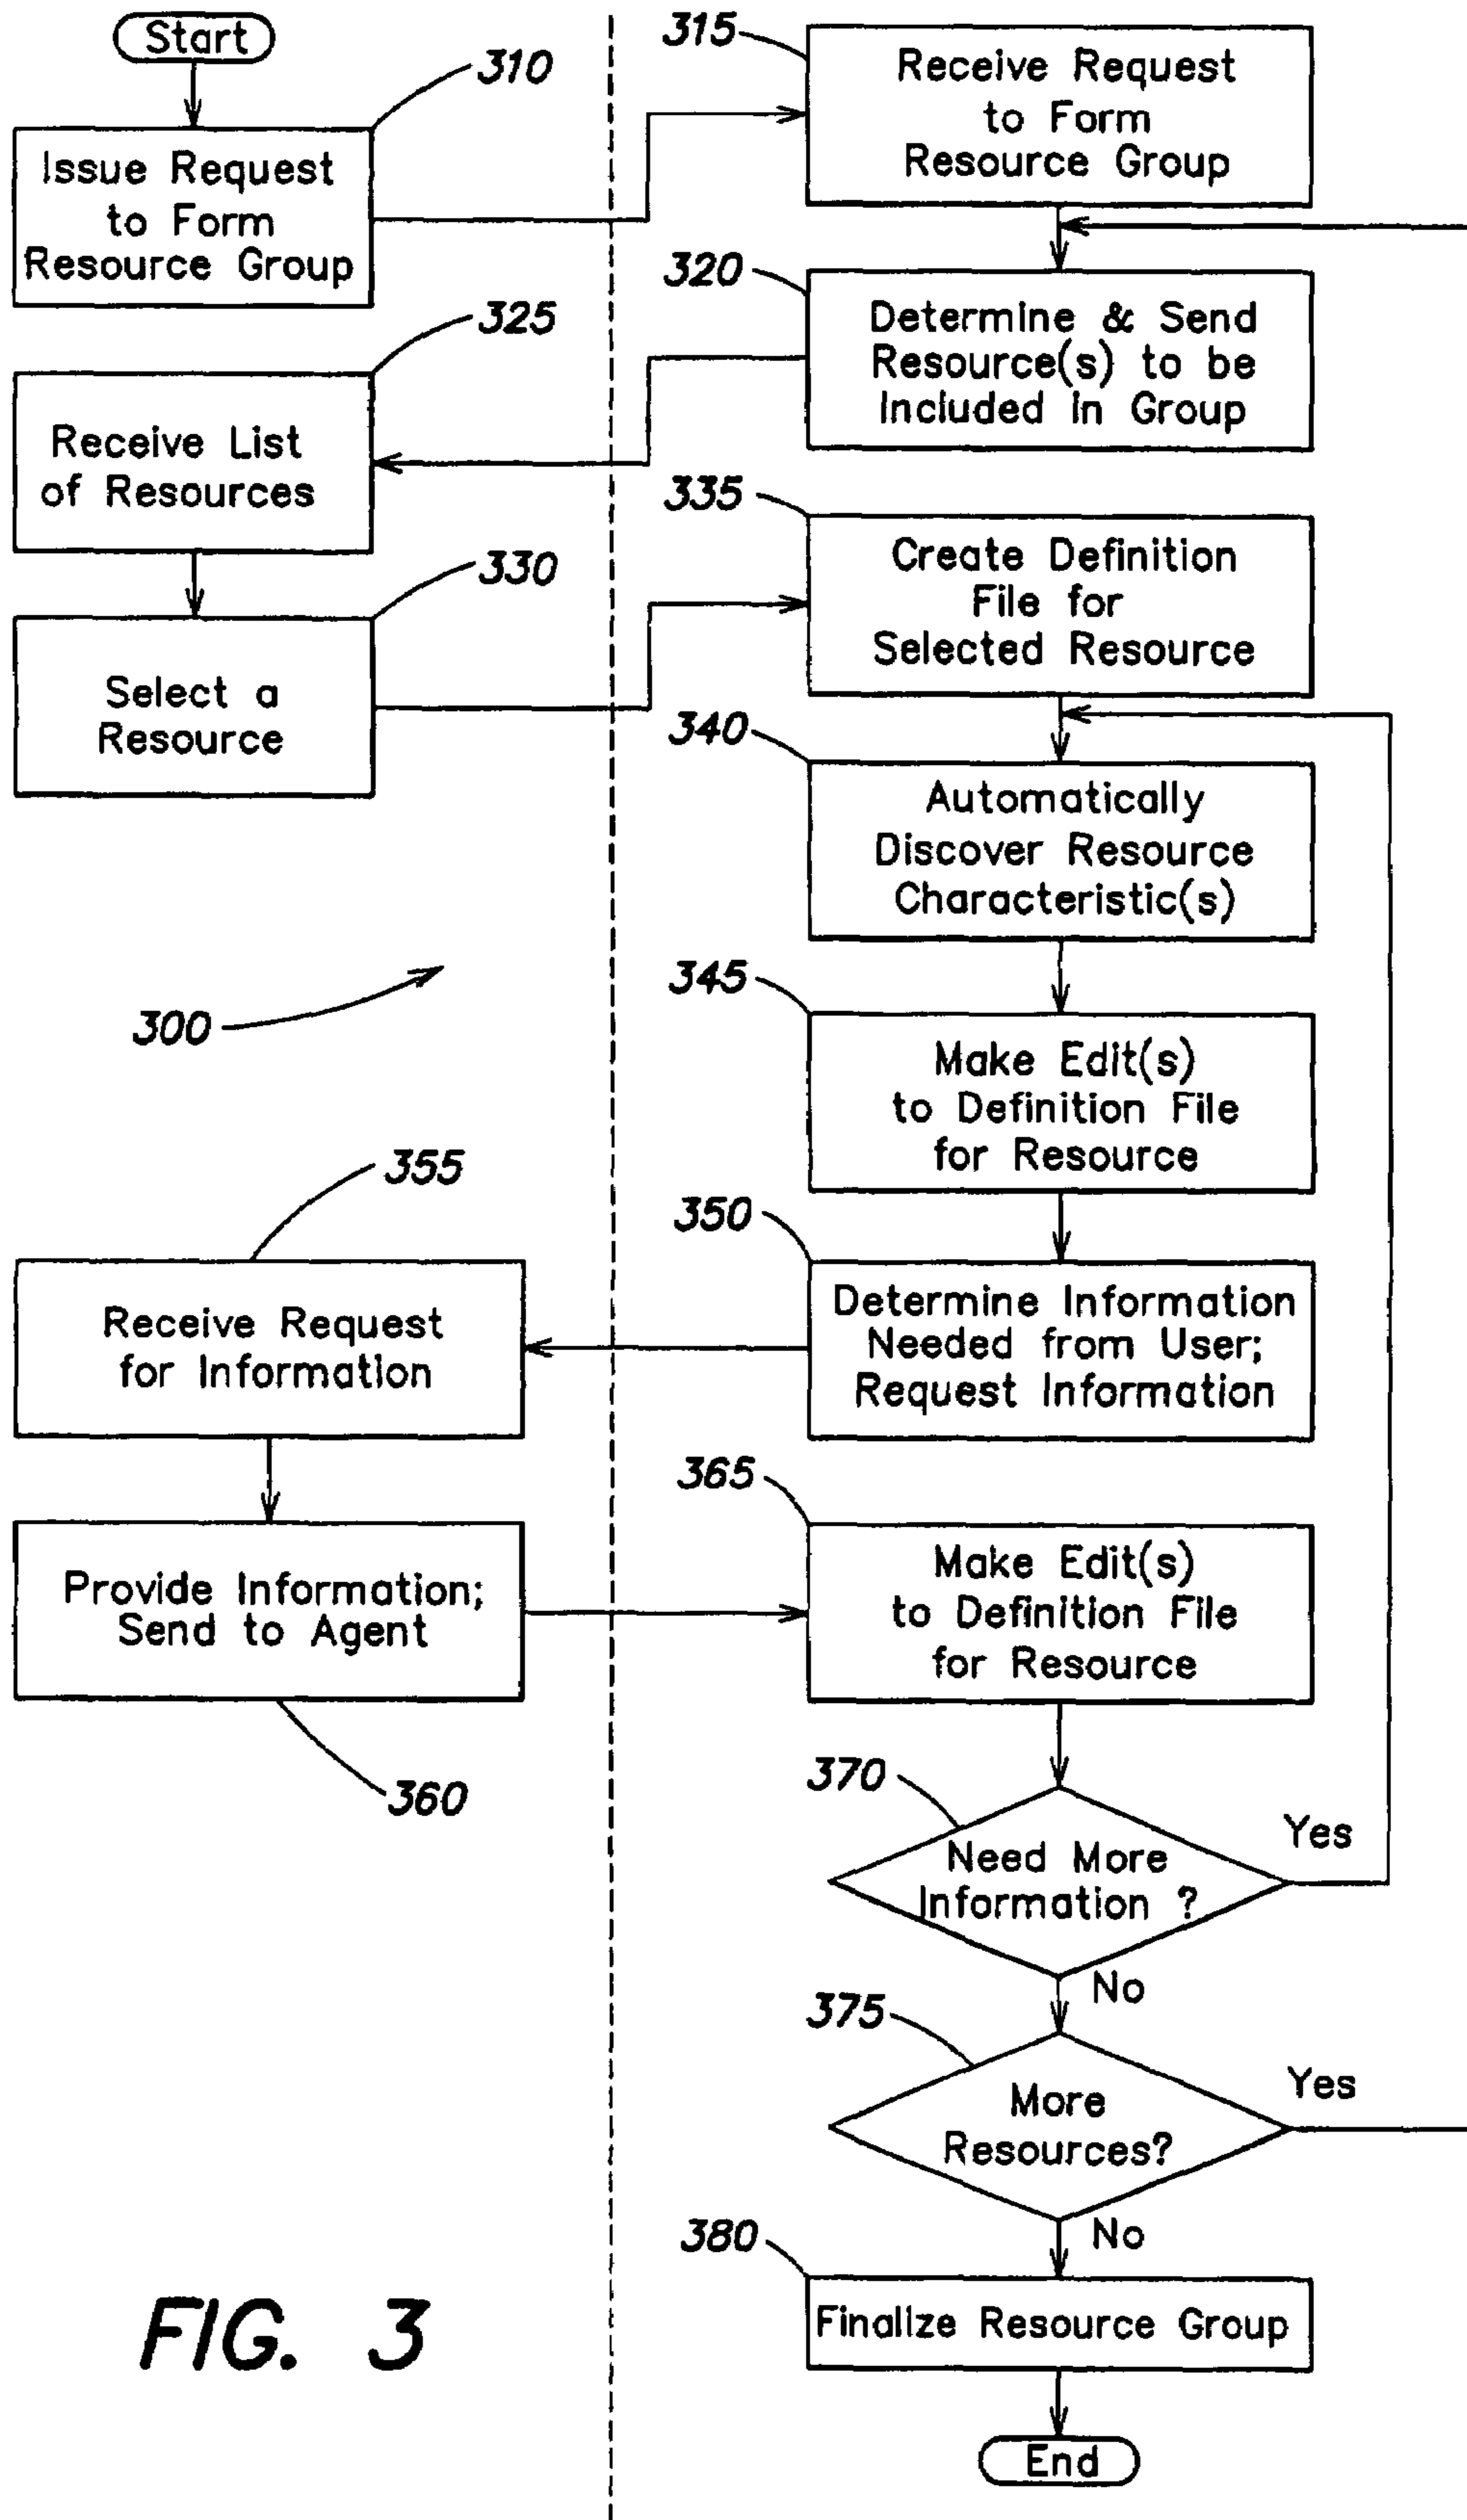 Start
310
Issue Request
to Form
Resource Group
315
Receive Request
to Form
Resource Group
320
Determine & Send
Resource(s) to be
Included in Group
325
Receive List
of Resources
330
Select a
Resource
335
Create Definition
File for
Selected Resource
340
Automatically
Discover Resource
Characteristic(s)
300
345
Make Edit(s)
to Definition File
for Resource
350
Determine Information
Needed from User;
Request Information
355
Receive Request
for Information
Provide Information;
Send to Agent
360
365
Make Edit(s)
to Definition File
for Resource
370
Need More
Information ?
Yes
No
375
More
Resources?
Yes
No
380
Finalize Resource Group
End
FIG. 3